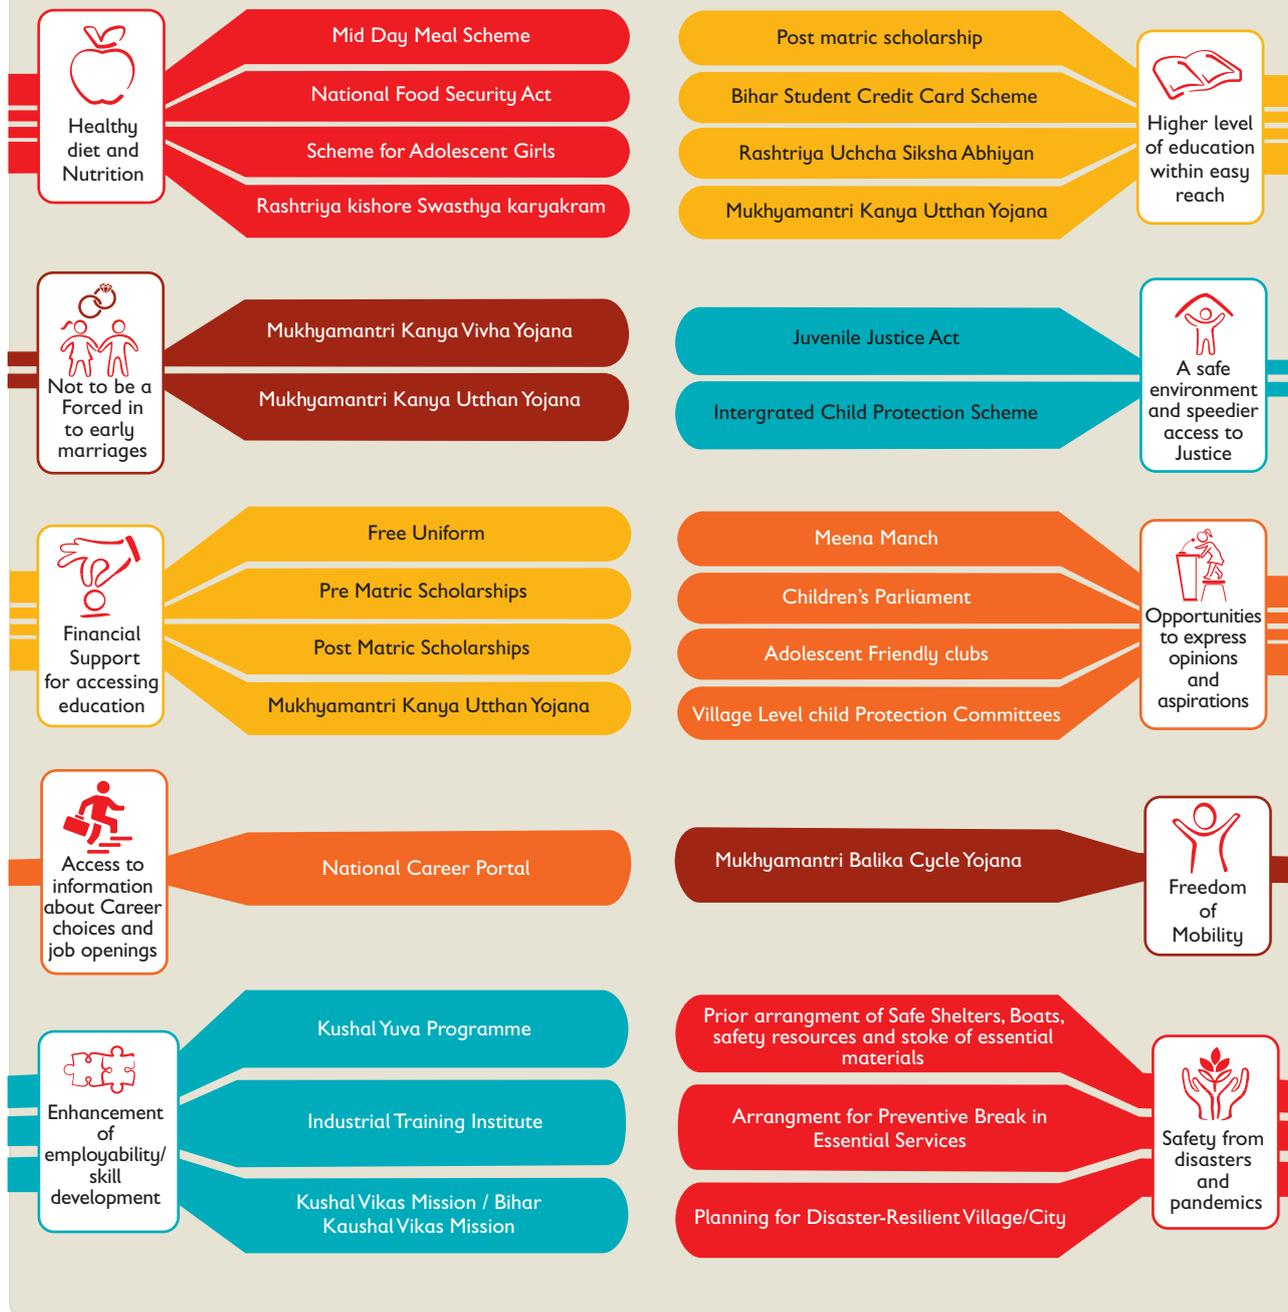 Healthy
diet and
Nutrition
Mid Day Meal Scheme
National Food Security Act
Scheme for Adolescent Girls
Rashtriya kishore Swasthya karyakram
Post matric scholarship
Bihar Student Credit Card Scheme
Rashtriya Uchcha Siksha Abhiyan
Mukhyamantri Kanya Utthan Yojana
Higher level
of education
within easy
reach
Not to be a
Forced in
to early
marriages
Mukhyamantri Kanya Vivha Yojana
Mukhyamantri Kanya Utthan Yojana
Juvenile Justice Act
Intergrated Child Protection Scheme
A safe
environment
and speedier
access to
Justice
Financial
Support
for accessing
education
Free Uniform
Pre Matric Scholarships
Post Matric Scholarships
Mukhyamantri Kanya Utthan Yojana
Meena Manch
Children's Parliament
Adolescent Friendly clubs
Village Level child Protection Committees
Opportunities
to express
opinions
and
aspirations
Access to
information
about Career
choices and
job openings
National Career Portal
Mukhyamantri Balika Cycle Yojana
Freedom
of
Mobility
Enhancement
of
employability/
skill
development
Kushal Yuva Programme
Industrial Training Institute
Kushal Vikas Mission / Bihar
Kaushal Vikas Mission
Prior arrangment of Safe Shelters, Boats,
safety resources and stoke of essential
materials
Arrangment for Preventive Break in
Essential Services
Planning for Disaster-Resilient Village/City
Safety from
disasters
and
pandemics